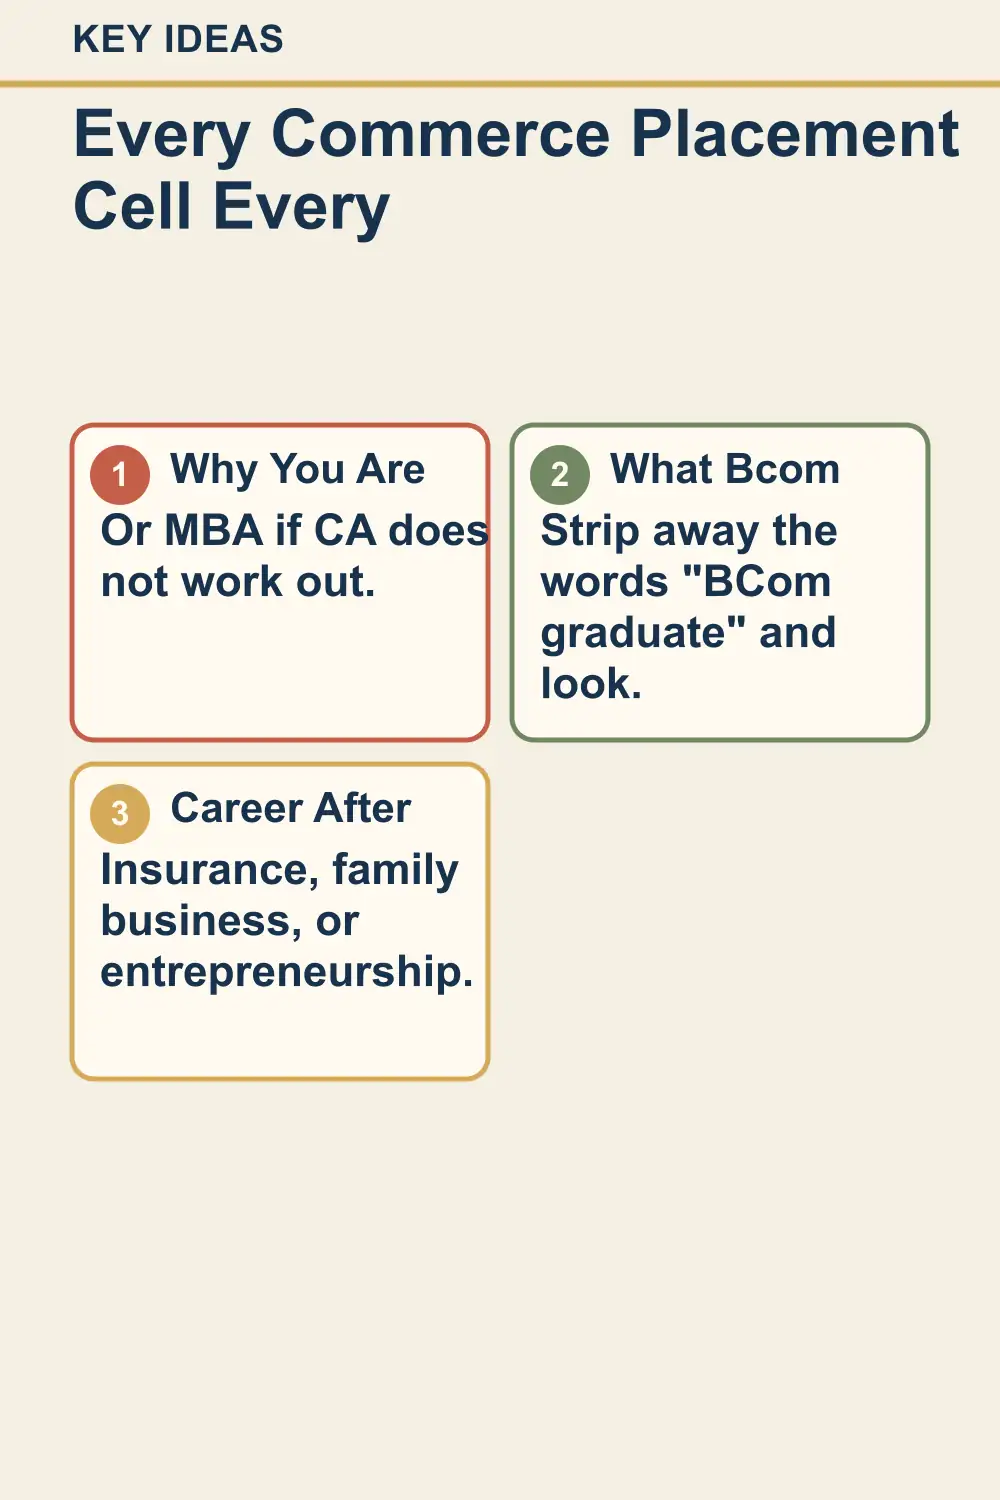 KEY IDEAS
Every Commerce Placement
Cell Every
1 Why You Are
Or MBA if CA does
not work out.
2 What Bcom
Strip away the
words "BCom
graduate" and
look.
3 Career After
Insurance, family
business, or
entrepreneurship.